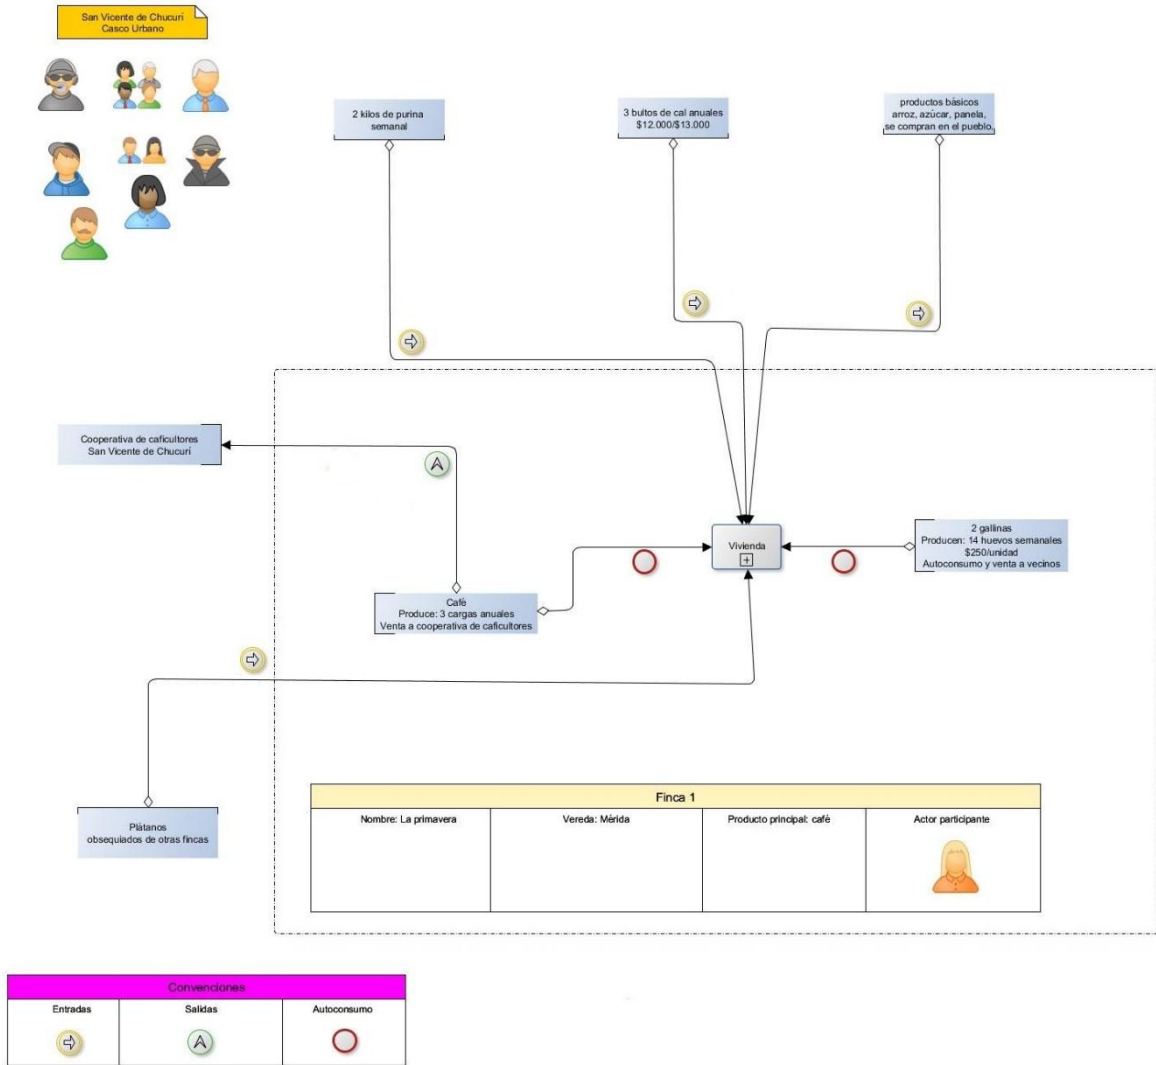 San Vicente de Chucurí
Casco Urbano
2 kilos de purina
semanal
3 bultos de cal anuales
$12.000/$13.000
productos básicos
arroz, azúcar, panela,
se compran en el pueblo.
Cooperativa de caficultores
San Vicente de Chucurí
Vivienda
2 gallinas
Producen: 14 huevos semanales
$250/unidad
Autoconsumo y venta a vecinos
Café
Produce: 3 cargas anuales
Venta a cooperativa de caficultores
Plátanos
obsequiados de otras fincas
Finca 1
Nombre: La primavera
Vereda: Mérida
Producto principal: café
Actor participante
Convenciones
Entradas
Salidas
Autoconsumo